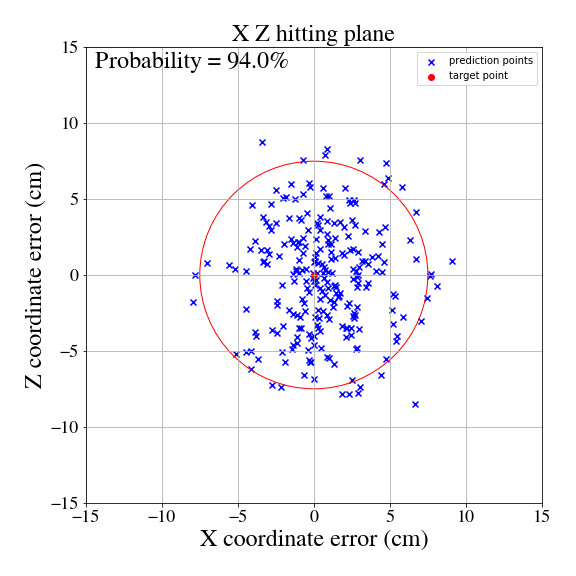 X Z hitting plane
Probability = 94.0%
prediction points
target point
Z coordinate error (cm)
15
10
5
0
−5
−10
−15
−15
−10
−5
0
5
10
15
X coordinate error (cm)